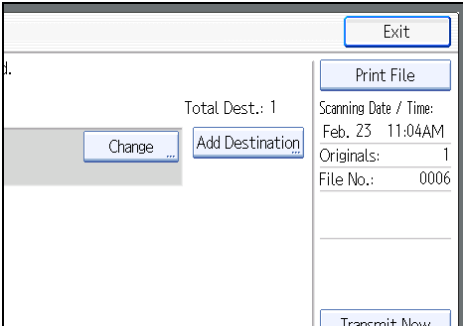 Exit
d.
Print File
Total Dest.: 1
Scanning Date / Time:
Feb. 23 11:04AM
Change ...
Add Destination...
Originals: 1
File No.: 0006
Transmit Now